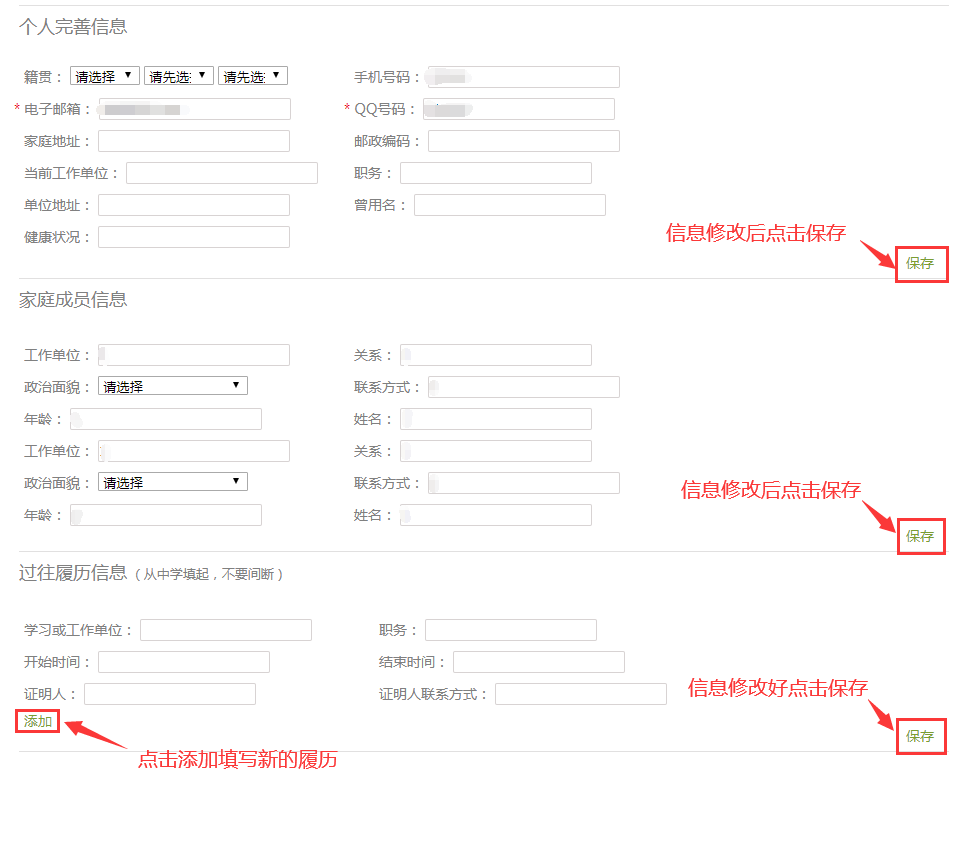 个人完善信息
籍贯： 请选择 请先选: 请先选: 手机号码：
* 电子邮箱： * QQ号码：
家庭地址： 邮政编码：
当前工作单位： 职务：
单位地址： 曾用名：
信息修改后点击保存
健康状况：
保存
家庭成员信息
工作单位： 关系：
政治面貌： 请选择 联系方式：
年龄： 姓名：
工作单位： 关系：
政治面貌： 请选择 联系方式：
信息修改后点击保存
年龄： 姓名：
保存
过往履历信息（从中学填起，不要间断）
学习或工作单位： 职务：
开始时间： 结束时间：
证明人： 证明人联系方式：
信息修改好点击保存
添加
保存
点击添加填写新的履历